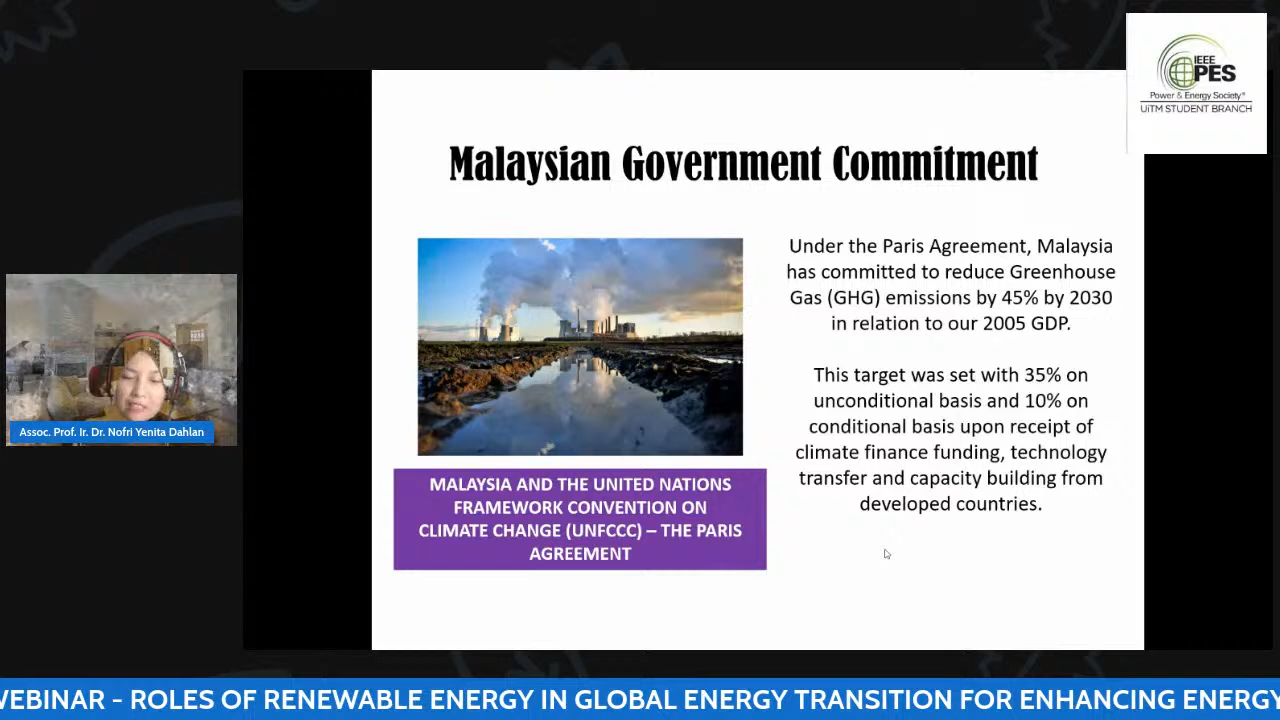 IEEE
PES
Power & Energy Society®
UiTM STUDENT BRANCH
Malaysian Government Commitment
Under the Paris Agreement, Malaysia
has committed to reduce Greenhouse
Gas (GHG) emissions by 45% by 2030
in relation to our 2005 GDP.
This target was set with 35% on
unconditional basis and 10% on
conditional basis upon receipt of
climate finance funding, technology
transfer and capacity building from
developed countries.
MALAYSIA AND THE UNITED NATIONS
FRAMEWORK CONVENTION ON
CLIMATE CHANGE (UNFCCC) – THE PARIS
AGREEMENT
Assoc. Prof. Ir. Dr. Nofri Yenita Dahlan
WEBINAR - ROLES OF RENEWABLE ENERGY IN GLOBAL ENERGY TRANSITION FOR ENHANCING ENERGY